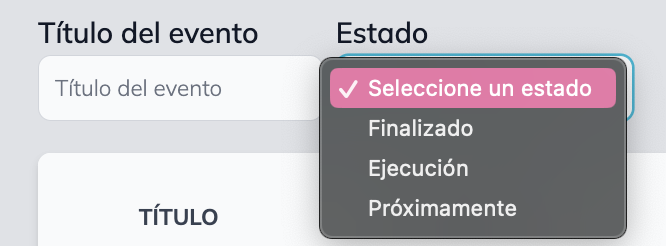 Título del evento
Estado
Título del evento
✓ Seleccione un estado
Finalizado
Ejecución
Próximamente
TÍTULO